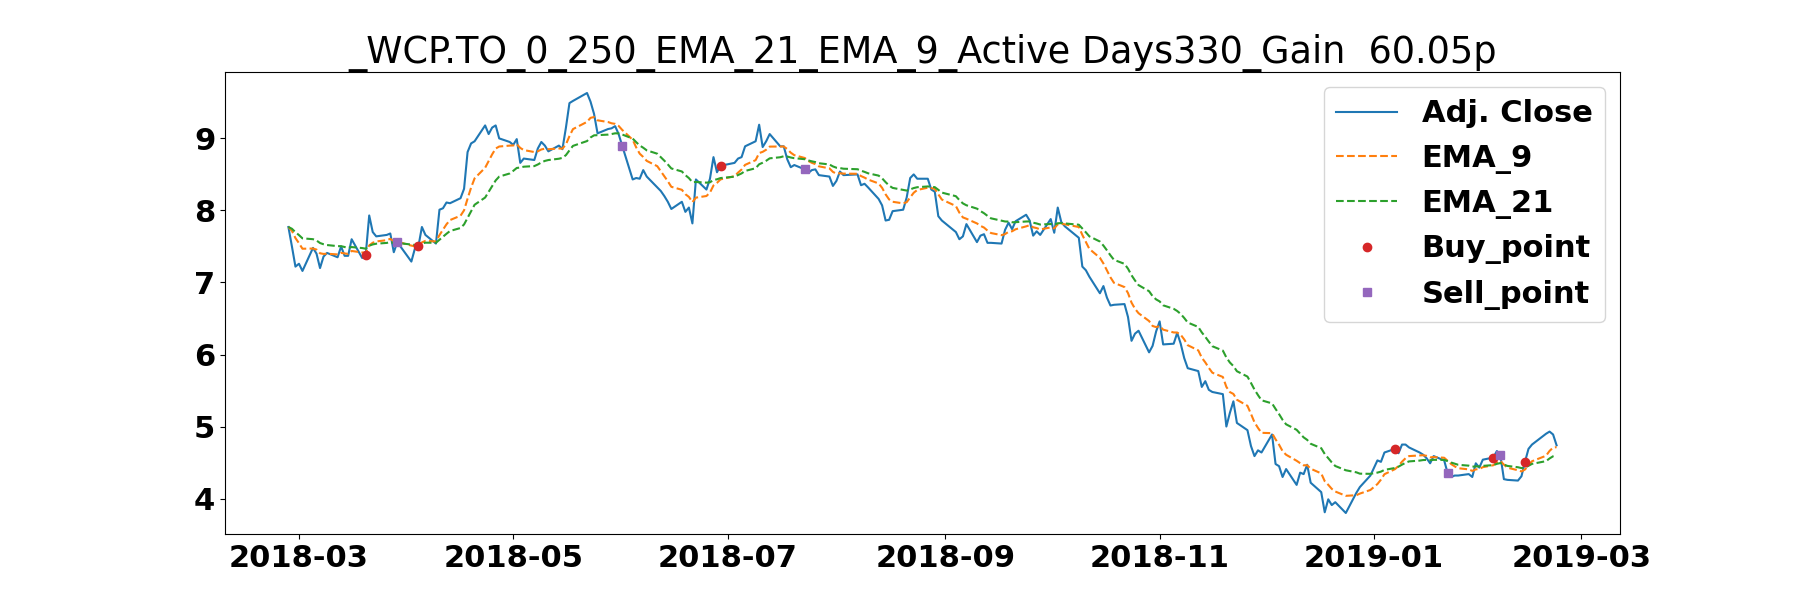 _WCP.TO_0_250_EMA_21_EMA_9_Active Days330_Gain  60.05p
9
8
7
6
5
4
Adj. Close
EMA_9
EMA_21
Buy_point
Sell_point
2018-03 2018-05 2018-07 2018-09 2018-11 2019-01 2019-03